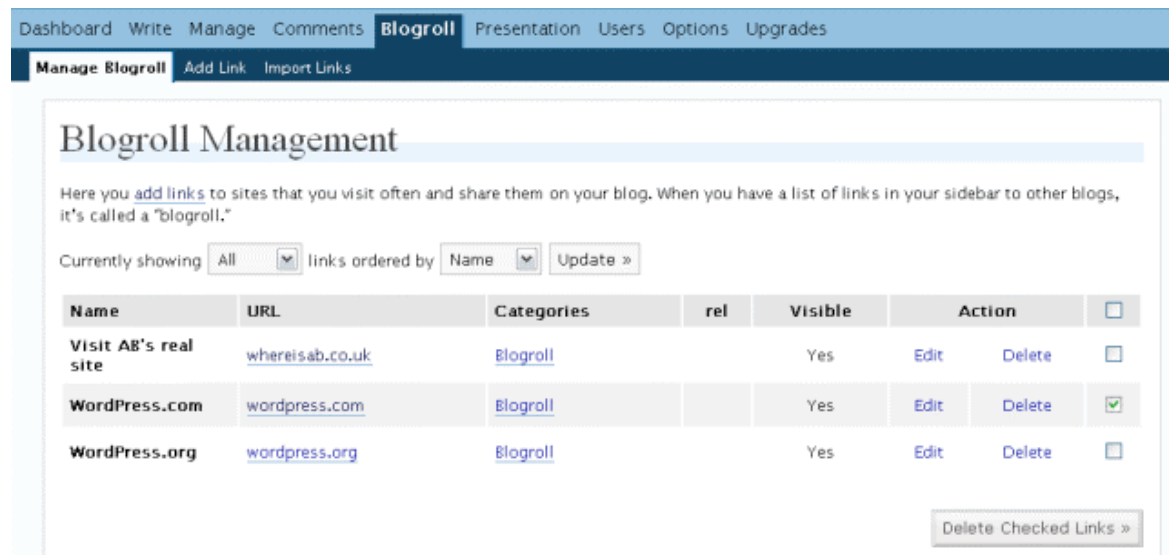 Dashboard Write Manage Comments Blogroll Presentation Users Options Upgrades
Manage Blogroll Add Link Import Links
Blogroll Management
Here you add links to sites that you visit often and share them on your blog. When you have a list of links in your sidebar to other blogs,
it's called a "blogroll."
Currently showing All links ordered by Name Update »
Name URL Categories rel Visible Action
Visit AB's real
site whereisab.co.uk Blogroll Yes Edit Delete
WordPress.com wordpress.com Blogroll Yes Edit Delete
WordPress.org wordpress.org Blogroll Yes Edit Delete
Delete Checked Links »